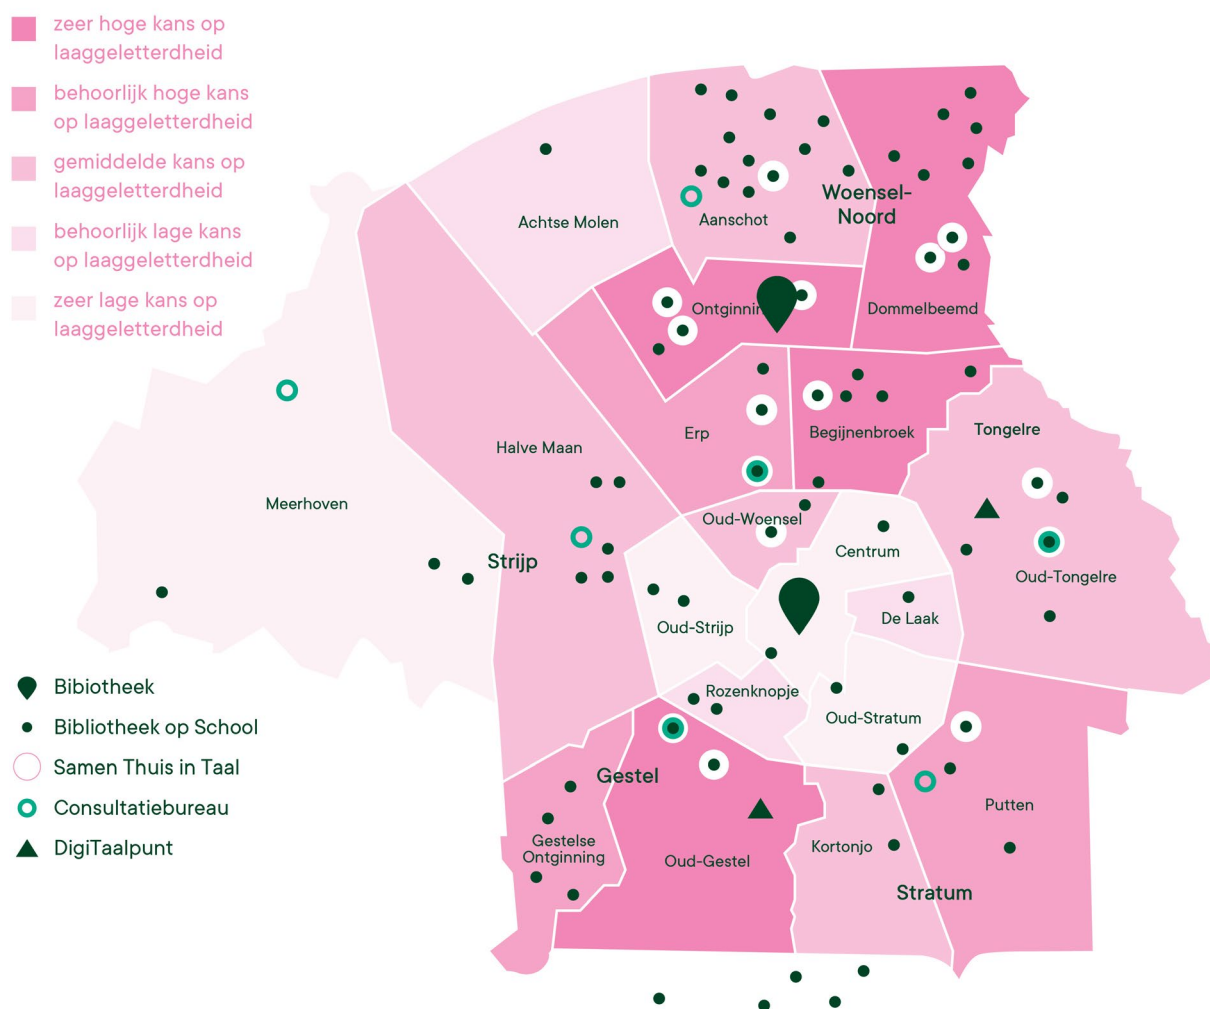 zeer hoge kans op
laaggeletterdheid
behoorlijk hoge kans
op laaggeletterdheid
gemiddelde kans op
laaggeletterdheid
behoorlijk lage kans
op laaggeletterdheid
zeer lage kans op
laaggeletterdheid
Achtse Molen
Aanschot
Woensel-
Noord
Ontginnin
Dommelbeemd
Halve Maan
Erp
Begijnenbroek
Tongelre
Meerhoven
Strijp
Oud-Woensel
Centrum
Oud-Tongelre
Oud-Strijp
De Laak
Rozenknopje
Oud-Stratum
Gestel
Putten
Gestelse
Ontginning
Oud-Gestel
Kortonjo
Stratum
Bibiotheek
Bibliotheek op School
Samen Thuis in Taal
Consultatiebureau
DigiTaalpunt